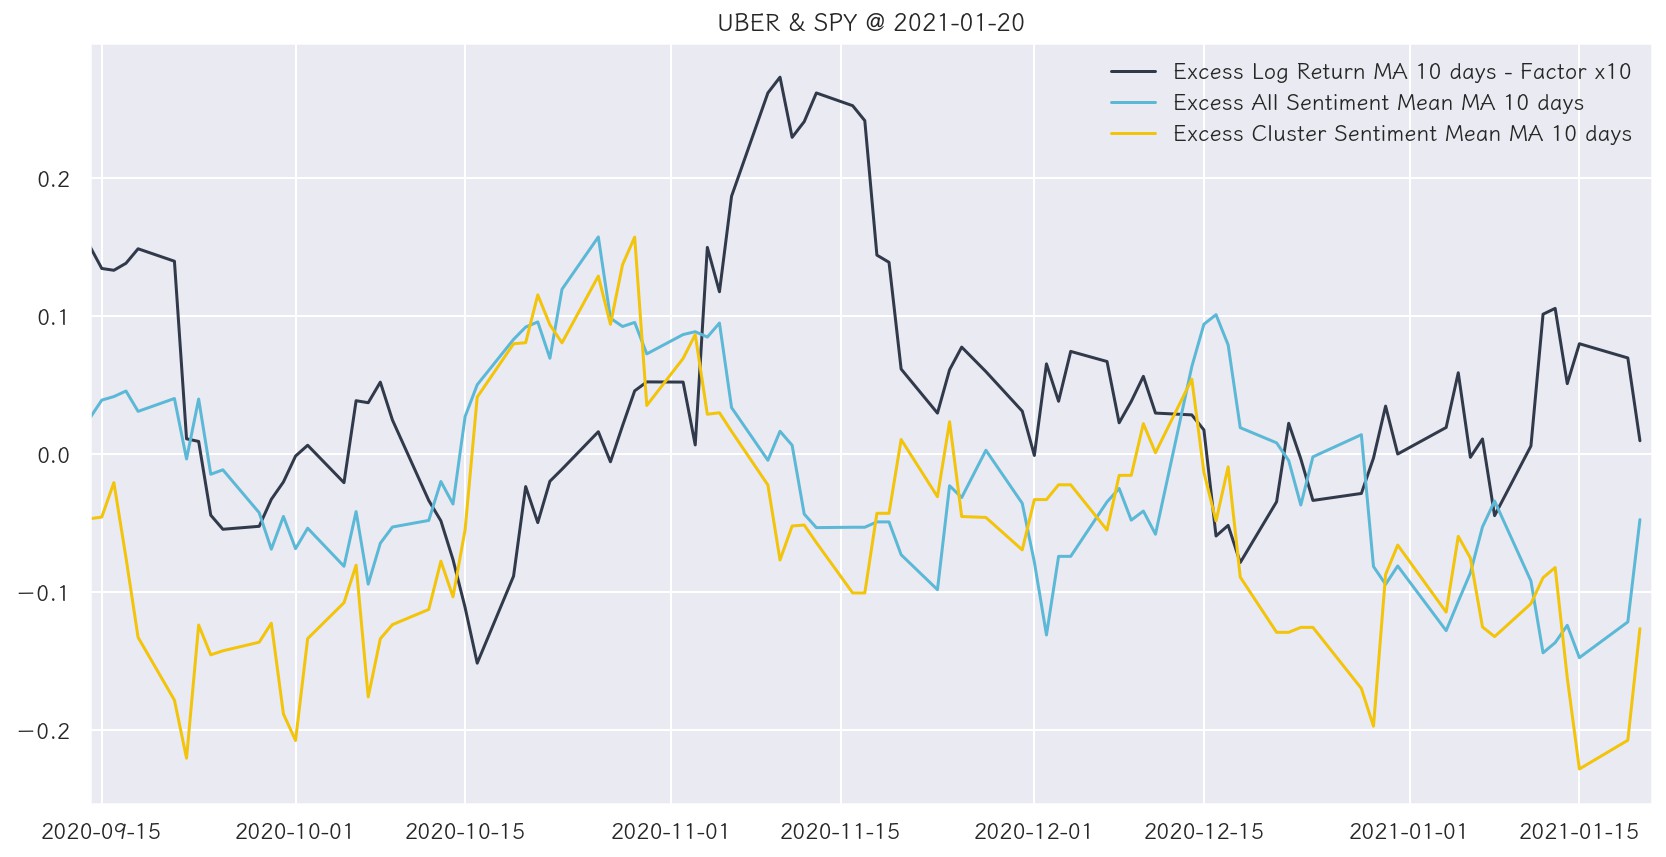 UBER & SPY @ 2021-01-20
Excess Log Return MA 10 days - Factor x10
Excess All Sentiment Mean MA 10 days
Excess Cluster Sentiment Mean MA 10 days
0.2
0.1
0.0
−0.1
−0.2
2020-09-15 2020-10-01 2020-10-15 2020-11-01 2020-11-15 2020-12-01 2020-12-15 2021-01-01 2021-01-15